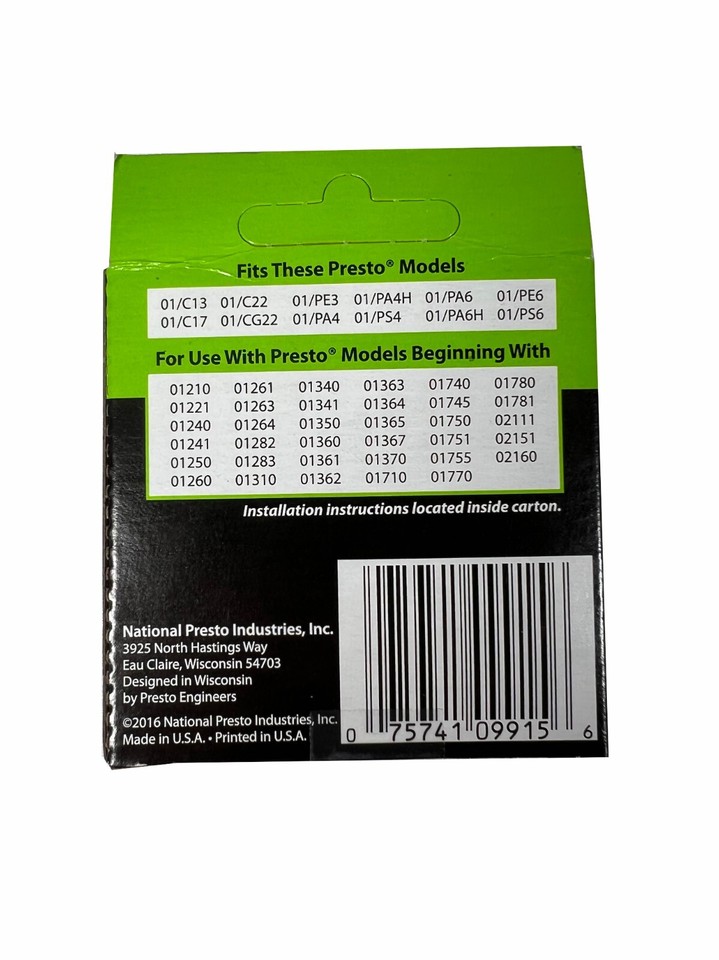 Fits These Presto® Models
01/C13 01/C22 01/PE3 01/PA4H 01/PA6 01/PE6
01/C17 01/CG22 01/PA4 01/PS4 01/PA6H 01/PS6
For Use With Presto® Models Beginning With
01210 01261 01340 01363 01740 01780
01221 01263 01341 01364 01745 01781
01240 01264 01350 01365 01750 02111
01241 01282 01360 01367 01751 02151
01250 01283 01361 01370 01755 02160
01260 01310 01362 01710 01770
Installation instructions located inside carton.
National Presto Industries, Inc.
3925 North Hastings Way
Eau Claire, Wisconsin 54703
Designed in Wisconsin
by Presto Engineers
©2016 National Presto Industries, Inc.
Made in U.S.A. • Printed in U.S.A.
0 75741 09915 6